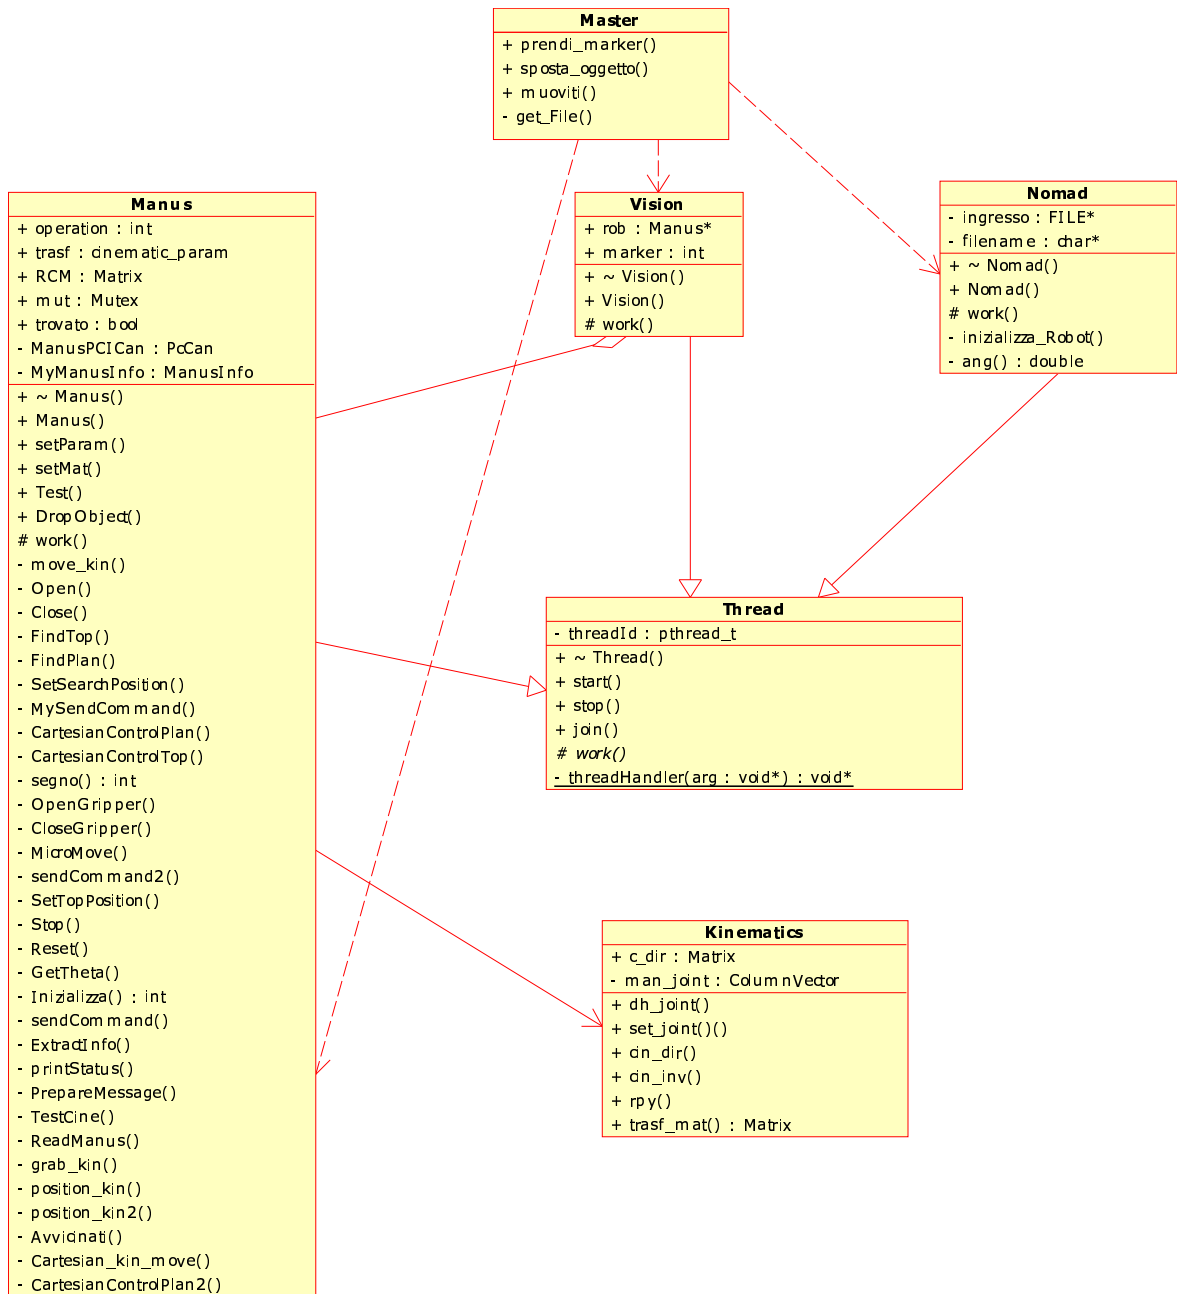 Master
+ prendi_marker()
+ sposta_oggetto()
+ muoviti()
- get_File()
Manus
+ operation : int
+ trasf : cinematic_param
+ RCM : Matrix
+ mut : Mutex
+ trovato : bool
- ManusPCICan : PcCan
- MyManusInfo : ManusInfo
+ ~ Manus()
+ Manus()
+ setParam()
+ setMat()
+ Test()
+ DropObject()
# work()
- move_kin()
- Open()
- Close()
- FindTop()
- FindPlan()
- SetSearchPosition()
- MySendCommand()
- CartesianControlPlan()
- CartesianControlTop()
- segno() : int
- OpenGripper()
- CloseGripper()
- MicroMove()
- sendCommand2()
- SetTopPosition()
- Stop()
- Reset()
- GetTheta()
- Inizializza() : int
- sendCommand()
- ExtractInfo()
- printStatus()
- PrepareMessage()
- TestCine()
- ReadManus()
- grab_kin()
- position_kin()
- position_kin2()
- Avvicinati()
- Cartesian_kin_move()
- CartesianControlPlan2()
Vision
+ rob : Manus*
+ marker : int
+ ~ Vision()
+ Vision()
# work()
Nomad
- ingresso : FILE*
- filename : char*
+ ~ Nomad()
+ Nomad()
# work()
- inizializza_Robot()
- ang() : double
Thread
- threadId : pthread_t
+ ~ Thread()
+ start()
+ stop()
+ join()
# work()
- threadHandler(arg : void*) : void*
Kinematics
+ c_dir : Matrix
- man_joint : ColumnVector
+ dh_joint()
+ set_joint()()
+ cin_dir()
+ cin_inv()
+ rpy()
+ trasf_mat() : Matrix